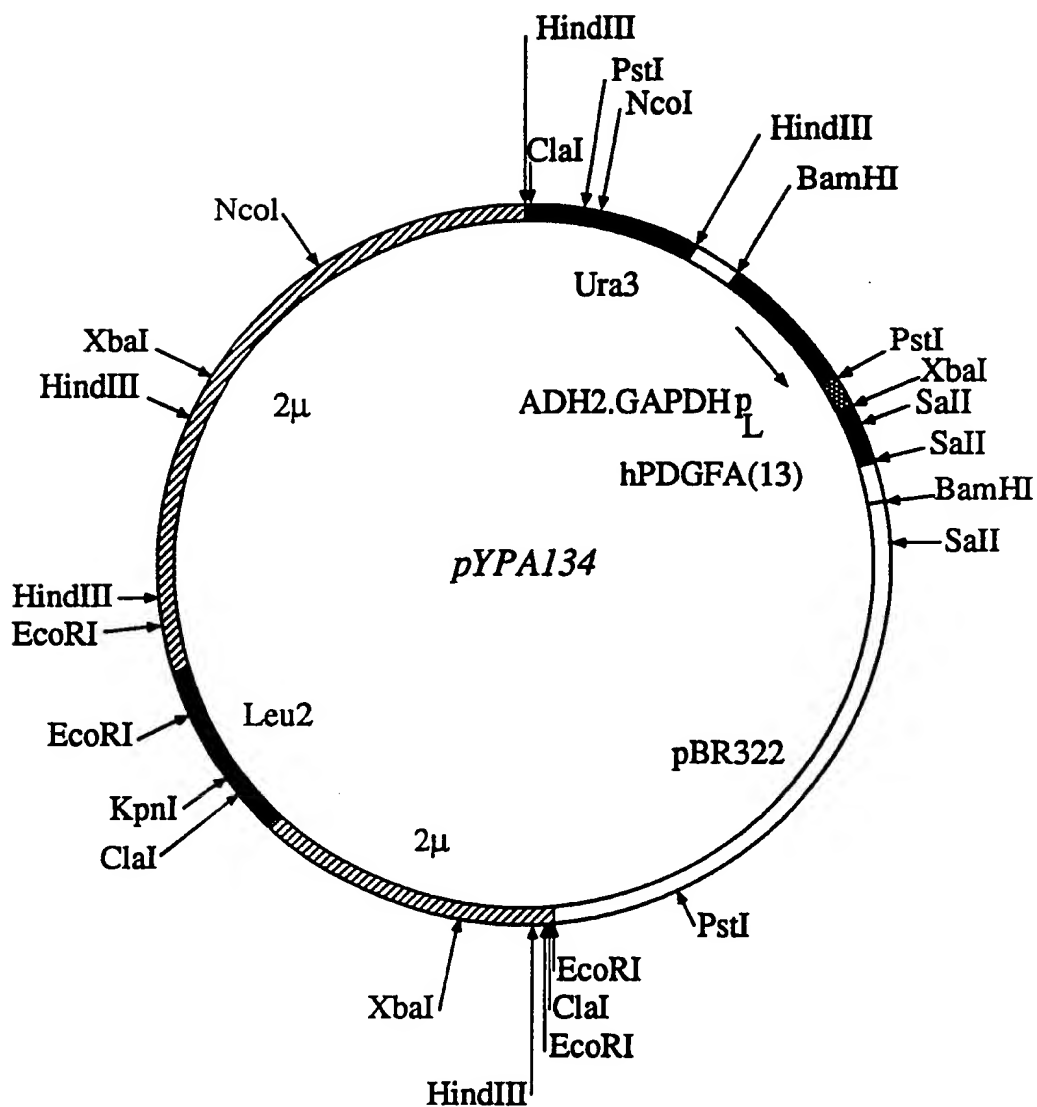 HindIII
PstI
NcoI
HindIII
ClaI
BamHI
NcoI
Ura3
XbaI
PstI
XbaI
HindIII
2μ
ADH2.GAPDH pL
SalI
SalI
hPDGFA(13)
BamHI
SalI
pYPA134
HindIII
EcoRI
Leu2
EcoRI
pBR322
KpnI
2μ
ClaI
PstI
EcoRI
XbaI
ClaI
EcoRI
HindIII